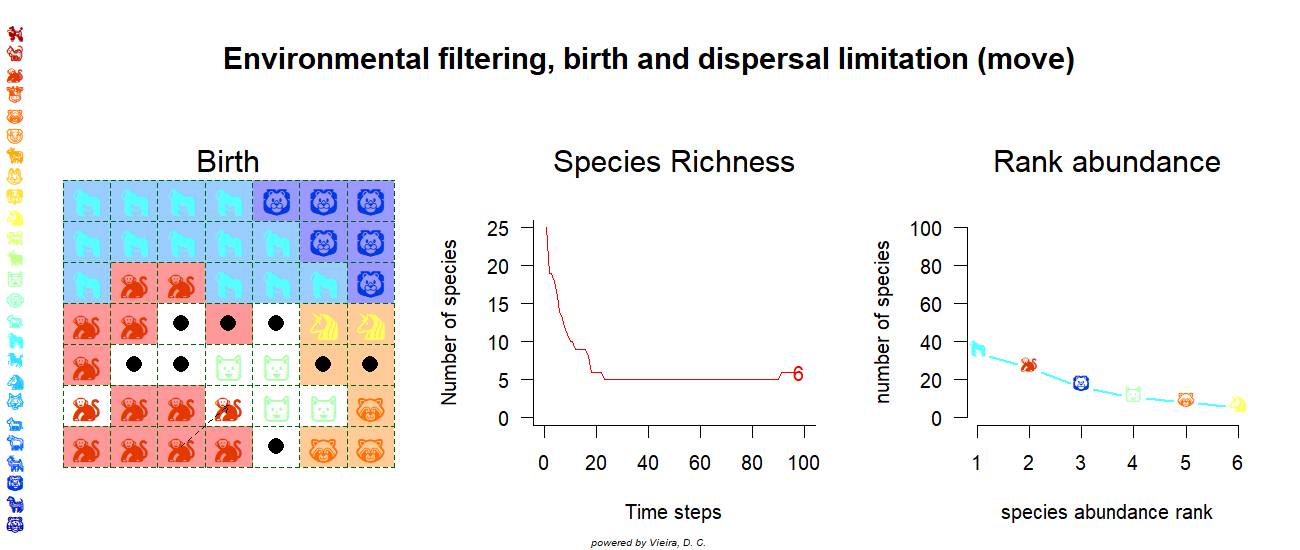 Environmental filtering, birth and dispersal limitation (move)
Birth
Species Richness
Number of species
25
20
15
10
5
0
6
0 20 40 60 80 100
Time steps
Rank abundance
number of species
100
80
60
40
20
0
1 2 3 4 5 6
species abundance rank
powered by Vieira, D. C.